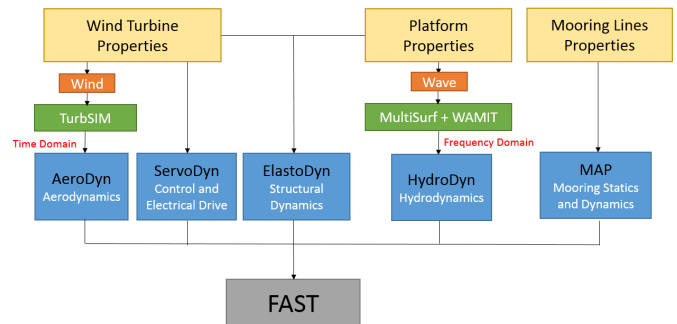 Wind Turbine
Properties
Platform
Properties
Mooring Lines
Properties
Wind
Wave
TurbSIM
MultiSurf + WAMIT
Time Domain
Frequency Domain
AeroDyn
Aerodynamics
ServoDyn
Control and
Electrical Drive
ElastoDyn
Structural
Dynamics
HydroDyn
Hydrodynamics
MAP
Mooring Statics
and Dynamics
FAST